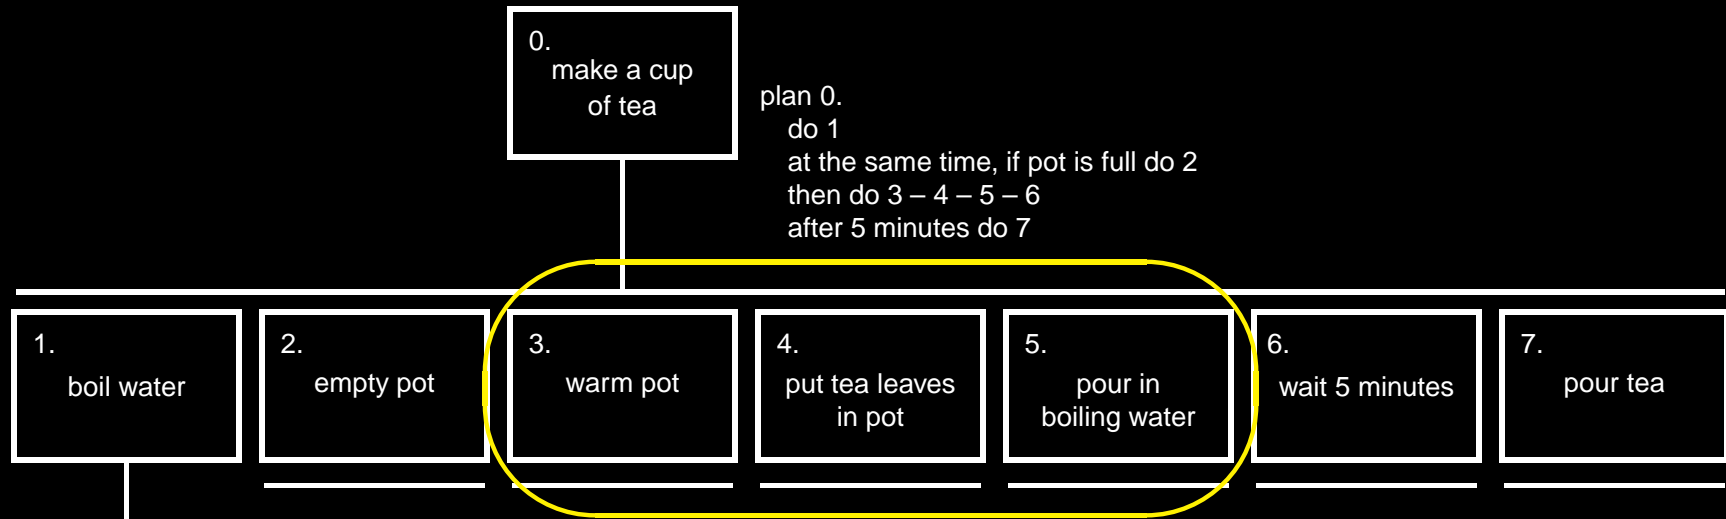 0.
make a cup
of tea
plan 0.
do 1
at the same time, if pot is full do 2
then do 3 – 4 – 5 – 6
after 5 minutes do 7
1.
boil water
2.
empty pot
3.
warm pot
4.
put tea leaves
in pot
5.
pour in
boiling water
6.
wait 5 minutes
7.
pour tea